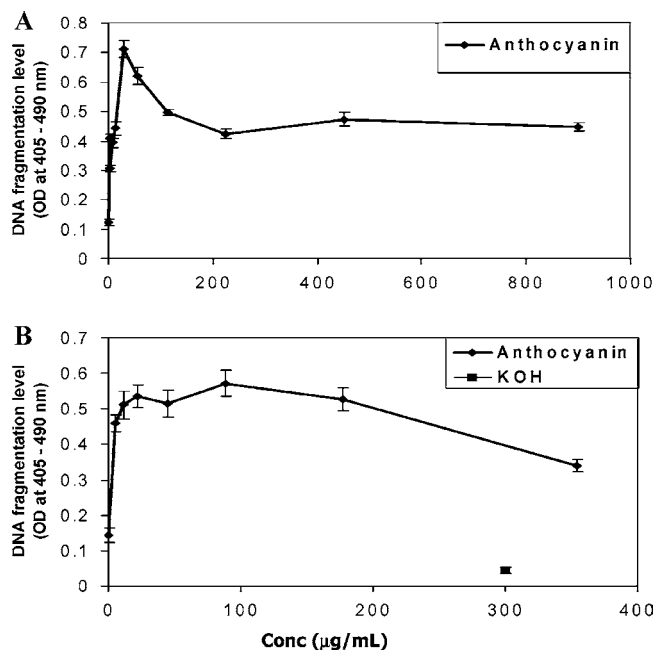 A
DNA fragmentation level
(OD at 405 - 490 nm)
0.8
0.7
0.6
0.5
0.4
0.3
0.2
0.1
0
Anthocyanin
0 200 400 600 800 1000
B
DNA fragmentation level
(OD at 405 - 490 nm)
0.7
0.6
0.5
0.4
0.3
0.2
0.1
0
Anthocyanin
KOH
0 100 200 300 400
Conc (µg/mL)